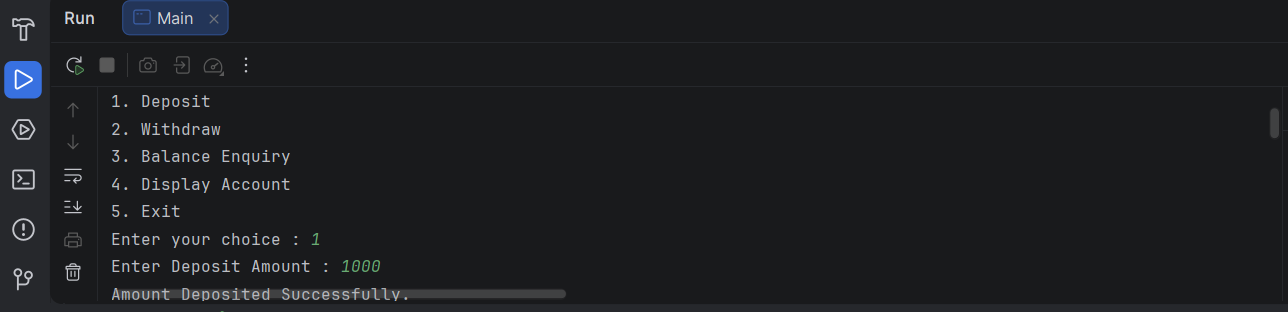 Run
Main
1. Deposit
2. Withdraw
3. Balance Enquiry
4. Display Account
5. Exit
Enter your choice : 1
Enter Deposit Amount : 1000
Amount Deposited Successfully.